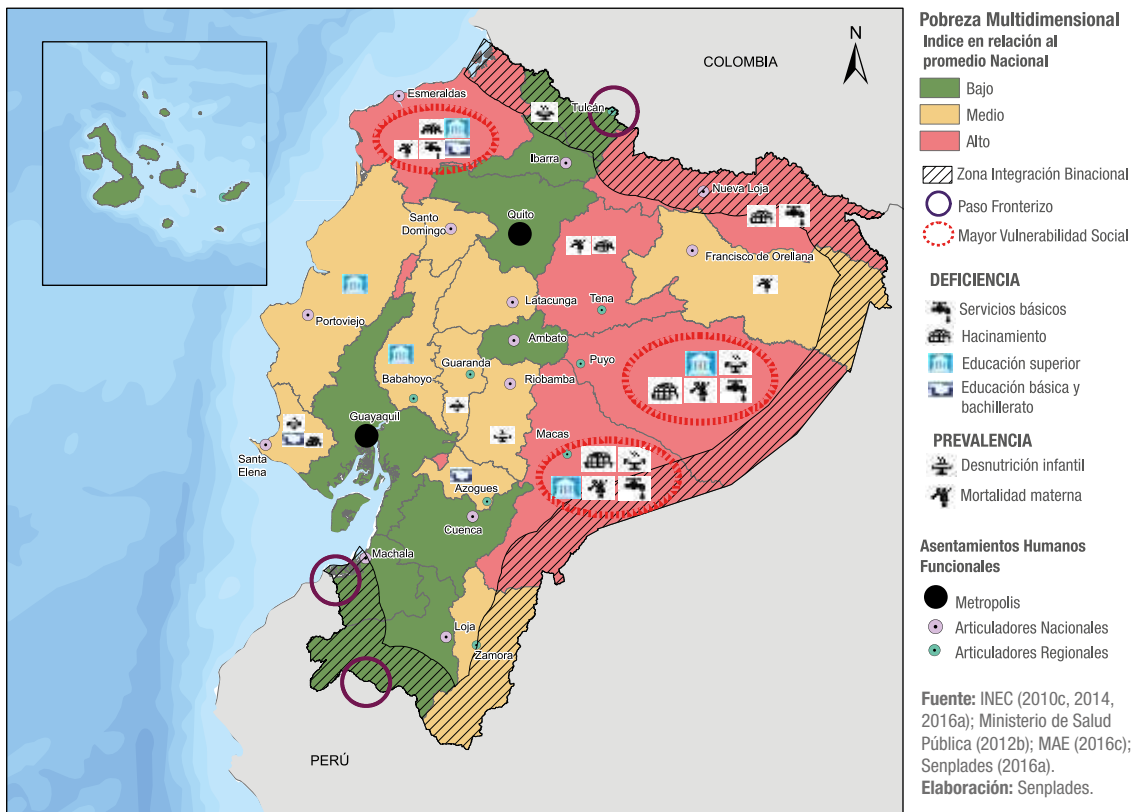 N
COLOMBIA
Esmeraldas
Tulcán
Ibarra
Nueva Loja
Santo
Domingo
Quito
Francisco de Orellana
Latacunga
Tena
Portoviejo
Ambato
Puyo
Guaranda
Babahoyo
Riobamba
Guayaquil
Macas
Santa
Elena
Azogues
Cuenca
Machala
Loja
Zamora
PERÚ
Pobreza Multidimensional
Indice en relación al
promedio Nacional
Bajo
Medio
Alto
Zona Integración Binacional
Paso Fronterizo
Mayor Vulnerabilidad Social
DEFICIENCIA
Servicios básicos
Hacinamiento
Educación superior
Educación básica y
bachillerato
PREVALENCIA
Desnutrición infantil
Mortalidad materna
Asentamientos Humanos
Funcionales
Metropolis
Articuladores Nacionales
Articuladores Regionales
Fuente: INEC (2010c, 2014,
2016a); Ministerio de Salud
Pública (2012b); MAE (2016c);
Senplades (2016a).
Elaboración: Senplades.